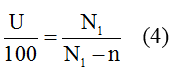 U/100 = N₁/(N₁ − n) (4)